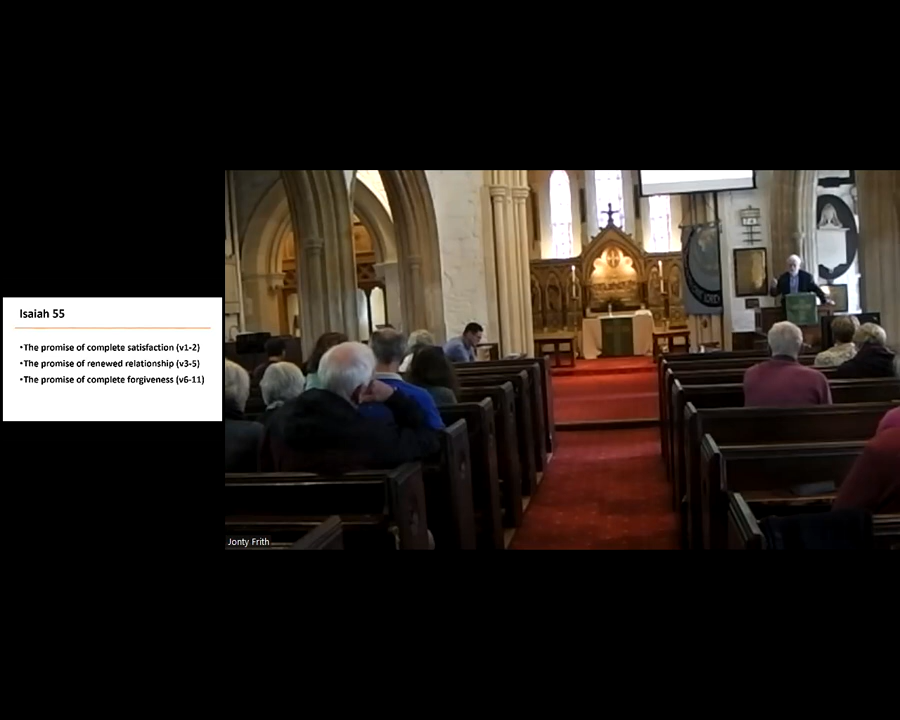 Isaiah 55
•The promise of complete satisfaction (v1-2)
•The promise of renewed relationship (v3-5)
•The promise of complete forgiveness (v6-11)
LORD
Jonty Frith